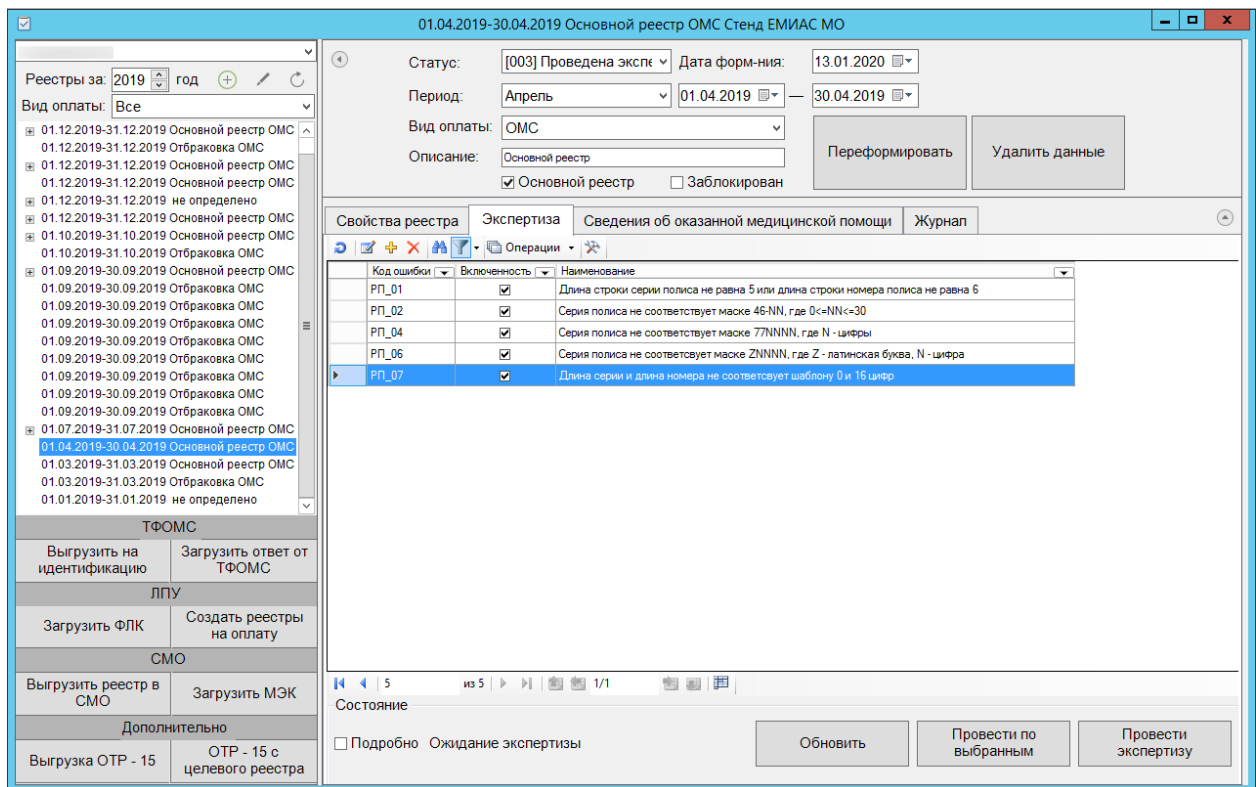 01.04.2019-30.04.2019 Основной реестр ОМС Стенд ЕМИАС МО
Реестры за: 2019 год
Вид оплаты: Все
01.12.2019-31.12.2019 Основной реестр ОМС
01.12.2019-31.12.2019 Отбраковка ОМС
01.12.2019-31.12.2019 Основной реестр ОМС
01.12.2019-31.12.2019 Отбраковка ОМС
01.12.2019-31.12.2019 не определено
01.12.2019-31.12.2019 Основной реестр ОМС
01.10.2019-31.10.2019 Основной реестр ОМС
01.10.2019-31.10.2019 Отбраковка ОМС
01.09.2019-30.09.2019 Основной реестр ОМС
01.09.2019-30.09.2019 Отбраковка ОМС
01.09.2019-30.09.2019 Отбраковка ОМС
01.09.2019-30.09.2019 Отбраковка ОМС
01.09.2019-30.09.2019 Отбраковка ОМС
01.09.2019-30.09.2019 Отбраковка ОМС
01.09.2019-30.09.2019 Отбраковка ОМС
01.09.2019-30.09.2019 Отбраковка ОМС
01.09.2019-30.09.2019 Отбраковка ОМС
01.07.2019-31.07.2019 Основной реестр ОМС
01.04.2019-30.04.2019 Основной реестр ОМС
01.03.2019-31.03.2019 Основной реестр ОМС
01.03.2019-31.03.2019 Отбраковка ОМС
01.01.2019-31.01.2019 не определено
ТФОМС
Выгрузить на идентификацию
Загрузить ответ от ТФОМС
ЛПУ
Загрузить ФЛК
Создать реестры на оплату
СМО
Выгрузить реестр в СМО
Загрузить МЭК
Дополнительно
Выгрузка ОТР - 15
ОТР - 15 с целевого реестра
Статус: [003] Проведена экспе Дата форм-ния: 13.01.2020
Период: Апрель 01.04.2019 — 30.04.2019
Вид оплаты: ОМС
Описание: Основной реестр
Основной реестр Заблокирован
Переформировать Удалить данные
Свойства реестра Экспертиза Сведения об оказанной медицинской помощи Журнал
Операции
Код ошибки Включенность Наименование
РП_01 Длина строки серии полиса не равна 5 или длина строки номера полиса не равна 6
РП_02 Серия полиса не соответствует маске 46-NN, где 0<=NN<=30
РП_04 Серия полиса не соответствует маске 77NNNN, где N - цифры
РП_06 Серия полиса не соответсвует маске ZNNNN, где Z - латинская буква, N - цифра
РП_07 Длина серии и длина номера не соответсвует шаблону 0 и 16 цифр
5 из 5 1/1
Состояние
Подробно Ожидание экспертизы
Обновить
Провести по выбранным
Провести экспертизу